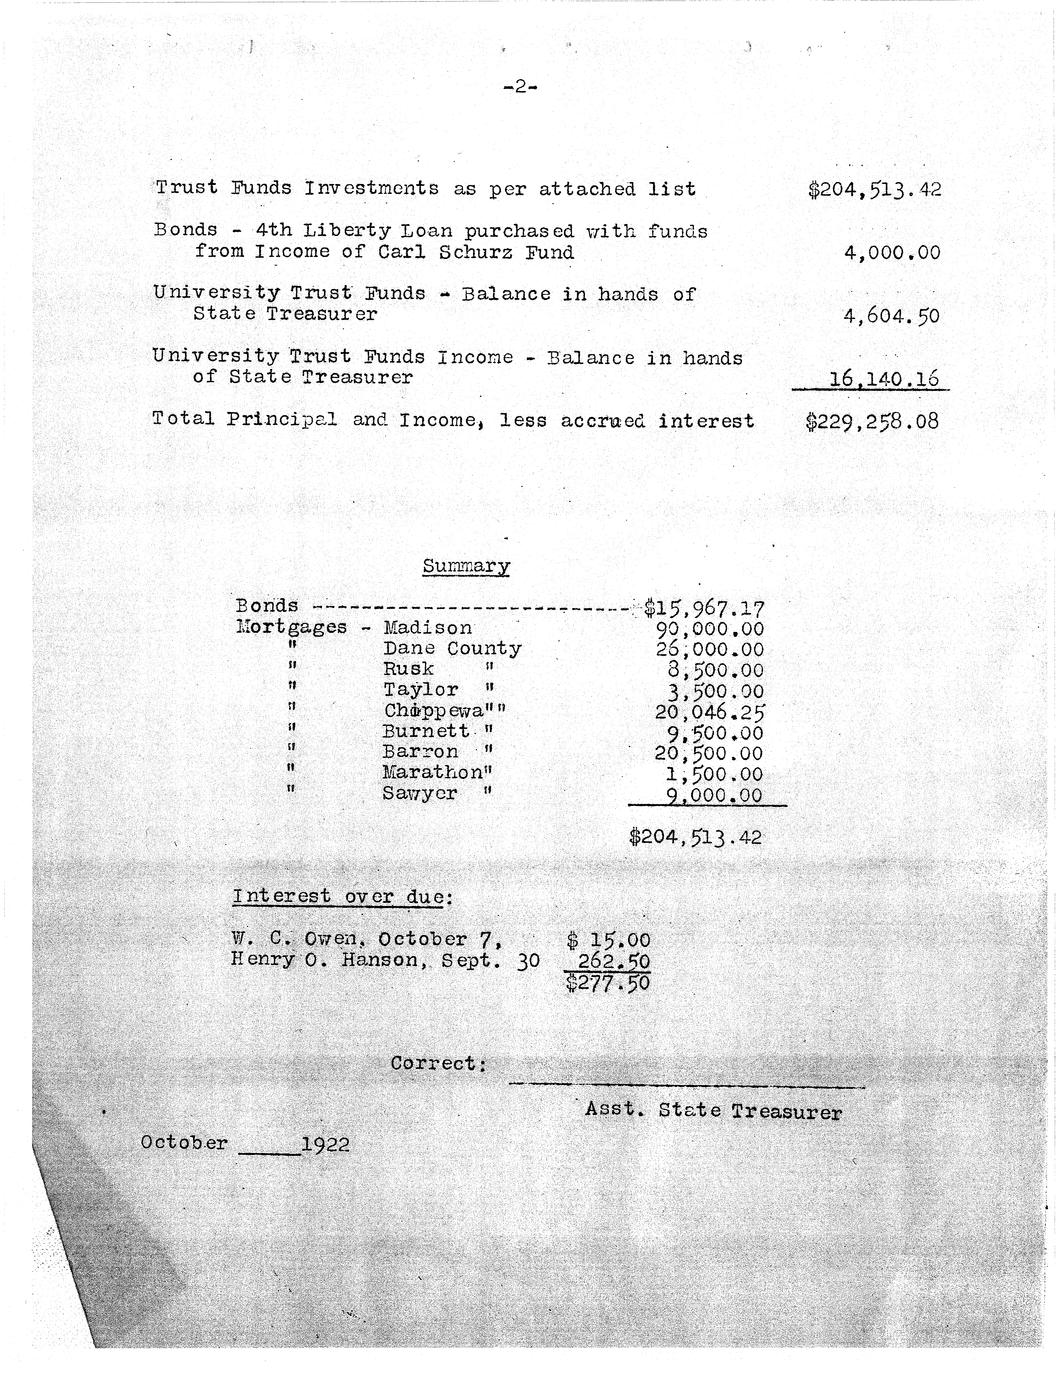 -2-
Trust Funds Investments as per attached list $204,513.42
Bonds - 4th Liberty Loan purchased with funds
from Income of Carl Schurz Fund 4,000.00
University Trust Funds - Balance in hands of
State Treasurer 4,604.50
University Trust Funds Income - Balance in hands
of State Treasurer 16,140.16
Total Principal and Income, less accrued interest $229,258.08
Summary
Bonds --------------------------- $15,967.17
Mortgages - Madison 90,000.00
" Dane County 26,000.00
" Rusk " 8,500.00
" Taylor " 3,500.00
" Chippewa"" 20,046.25
" Burnett " 9,500.00
" Barron " 20,500.00
" Marathon" 1,500.00
" Sawyer " 9,000.00
$204,513.42
Interest over due:
W. C. Owen, October 7, $ 15.00
Henry O. Hanson, Sept. 30 262.50
$277.50
Correct: ____________________
Asst. State Treasurer
October _____1922